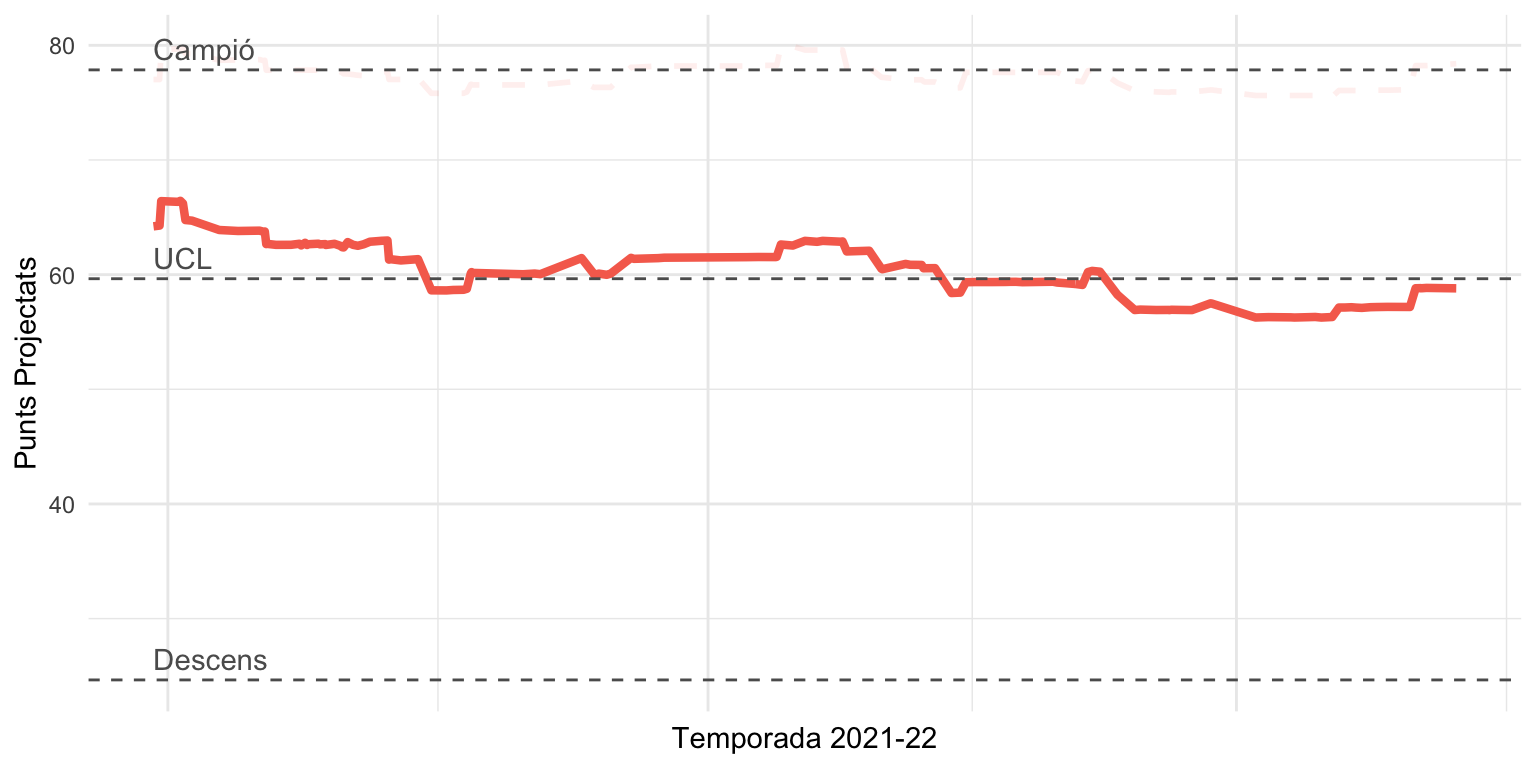 80
Campió
UCL
60
Punts Projectats
40
Descens
Temporada 2021-22